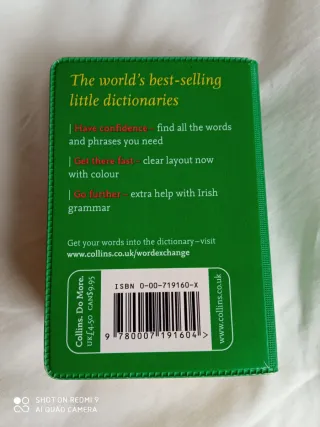 The world's best-selling
little dictionaries
| Have confidence – find all the words
and phrases you need
| Get there fast – clear layout now
with colour
| Go further – extra help with Irish
grammar
Get your words into the dictionary – visit
www.collins.co.uk/wordexchange
Collins. Do More.
UK£4.50 CAN$9.95
ISBN 0-00-719160-X
9 780007 191604 >
www.collins.co.uk
SHOT ON REDMI 9
AI QUAD CAMERA